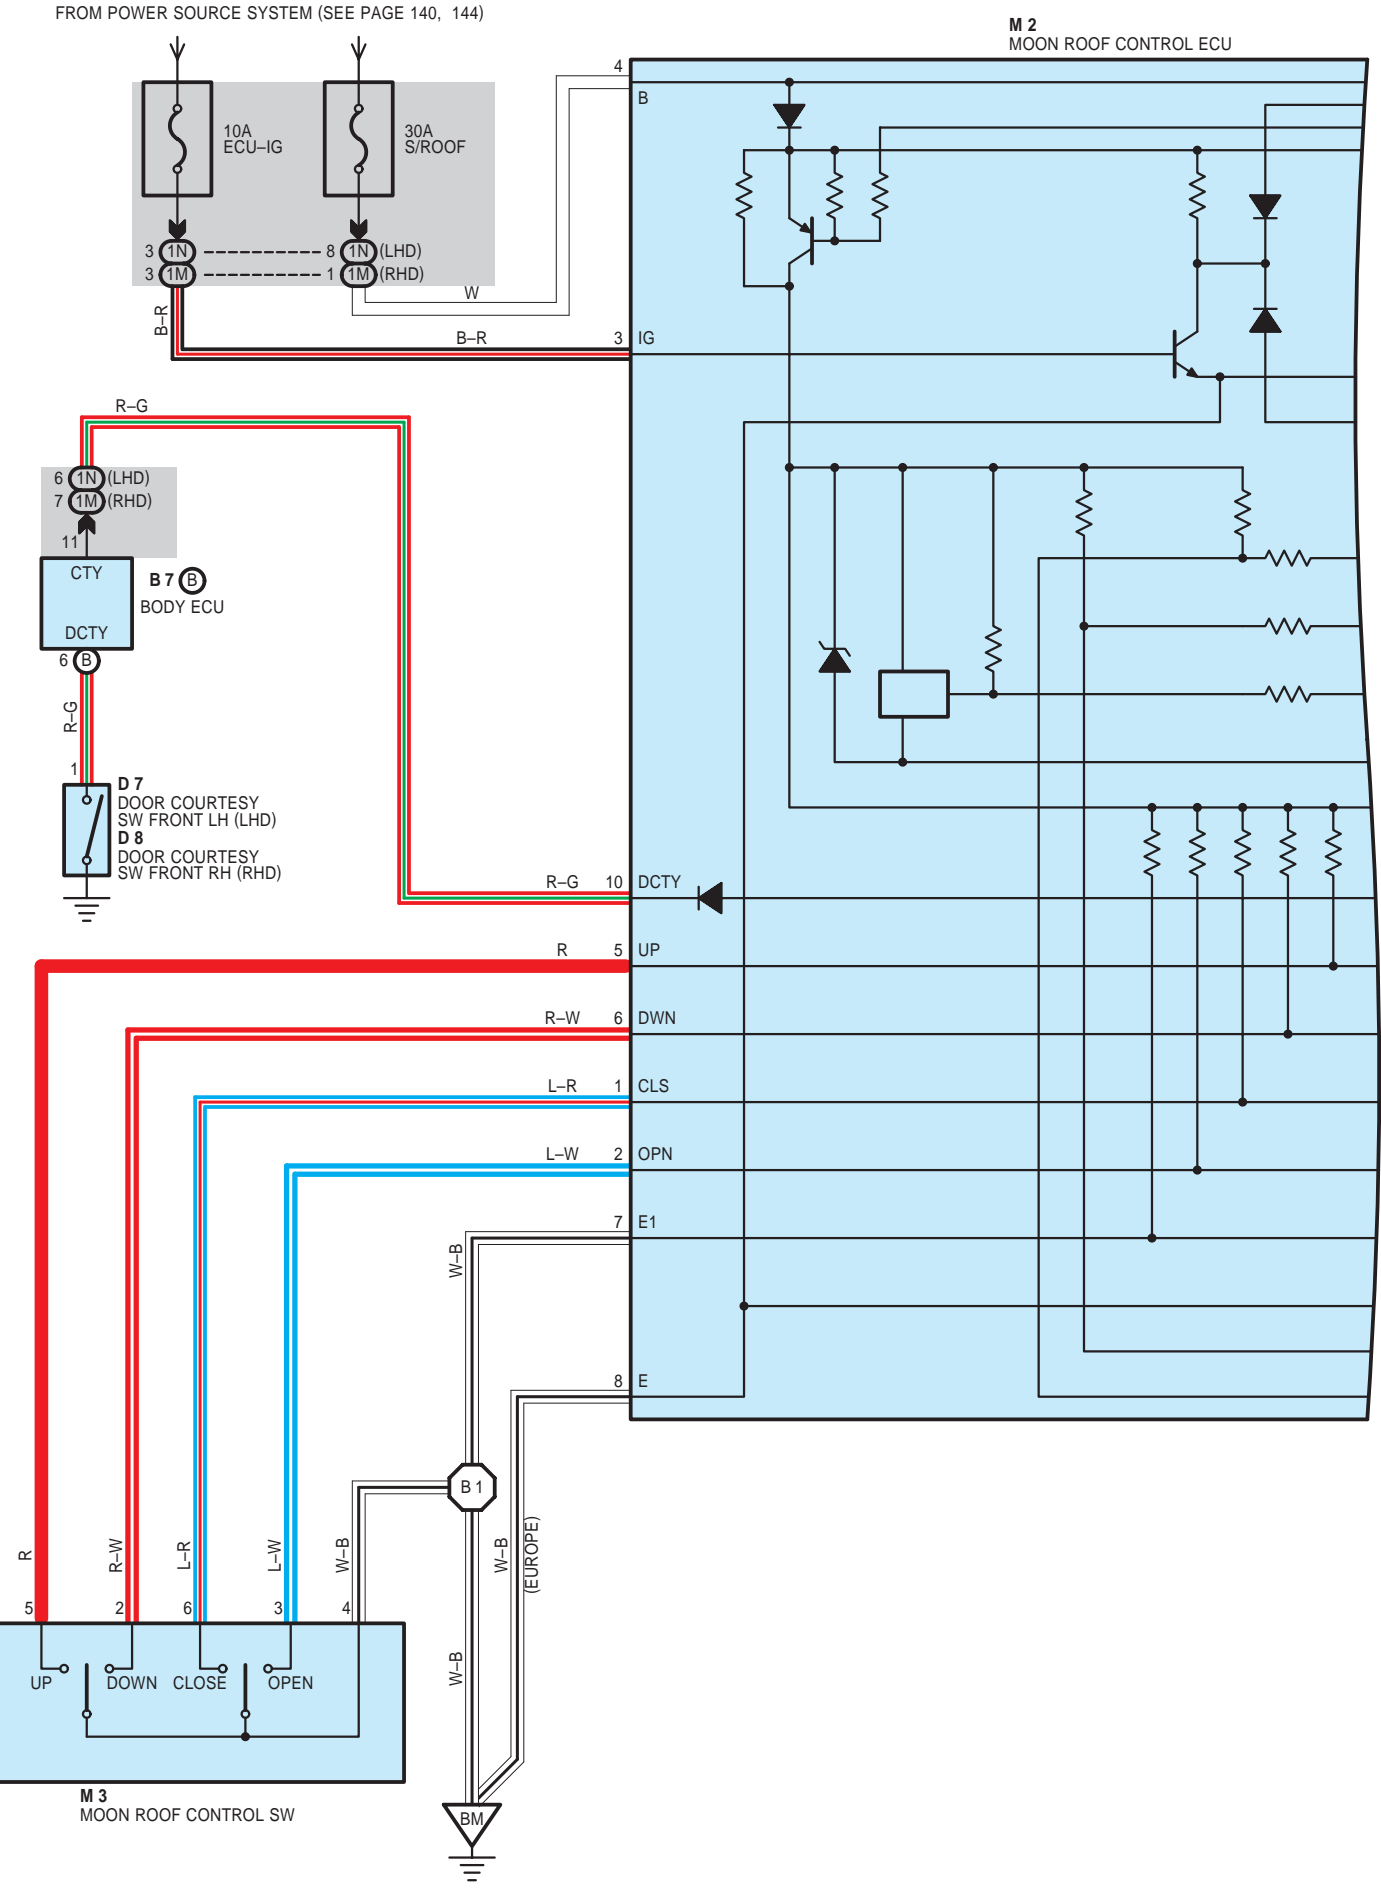 FROM POWER SOURCE SYSTEM (SEE PAGE 140, 144)
M 2
MOON ROOF CONTROL ECU
10A
ECU–IG
30A
S/ROOF
4
B
3 1N 8 1N (LHD)
3 1M 1 1M (RHD)
W
B–R
B–R
3 IG
R–G
6 1N (LHD)
7 1M (RHD)
11
CTY
DCTY
B 7 B
BODY ECU
6 B
R–G
1
D 7
DOOR COURTESY
SW FRONT LH (LHD)
D 8
DOOR COURTESY
SW FRONT RH (RHD)
R–G 10 DCTY
R 5 UP
R–W 6 DWN
L–R 1 CLS
L–W 2 OPN
7 E1
W–B
8 E
B 1
R
R–W
L–R
L–W
W–B
W–B
(EUROPE)
5 2 6 3 4
UP DOWN CLOSE OPEN
W–B
M 3
MOON ROOF CONTROL SW
BM